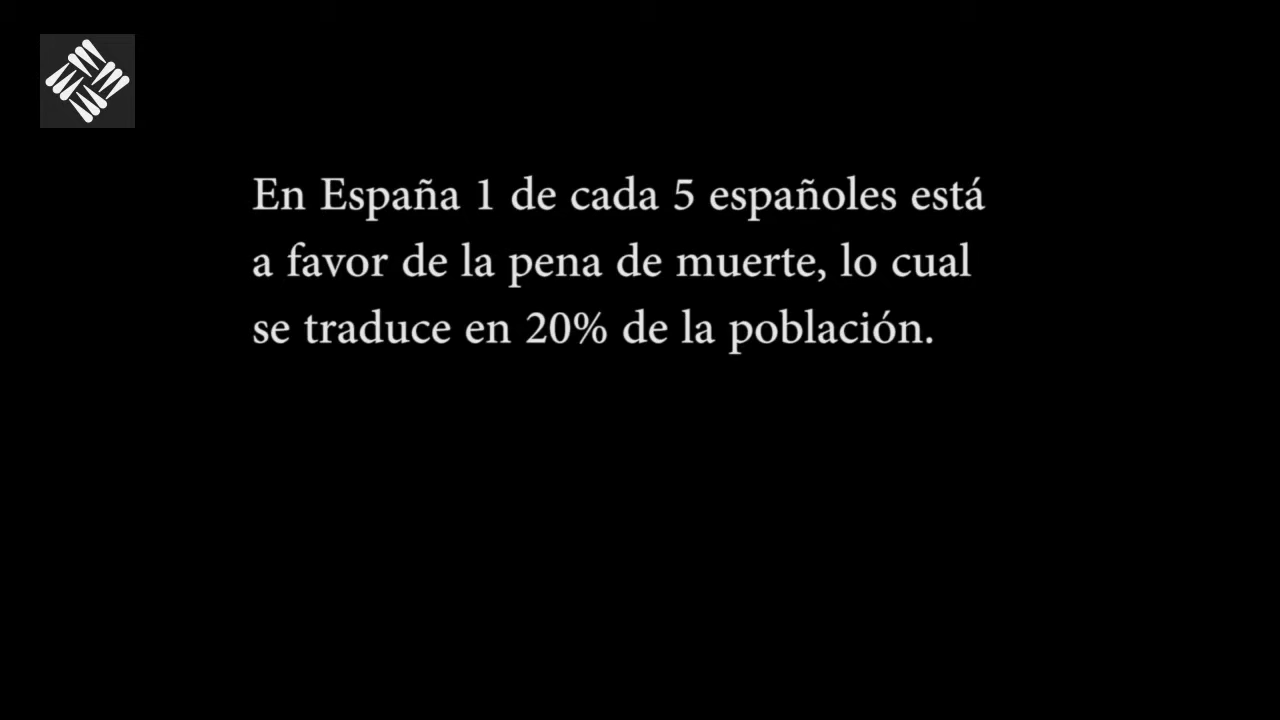 En España 1 de cada 5 españoles está
a favor de la pena de muerte, lo cual
se traduce en 20% de la población.